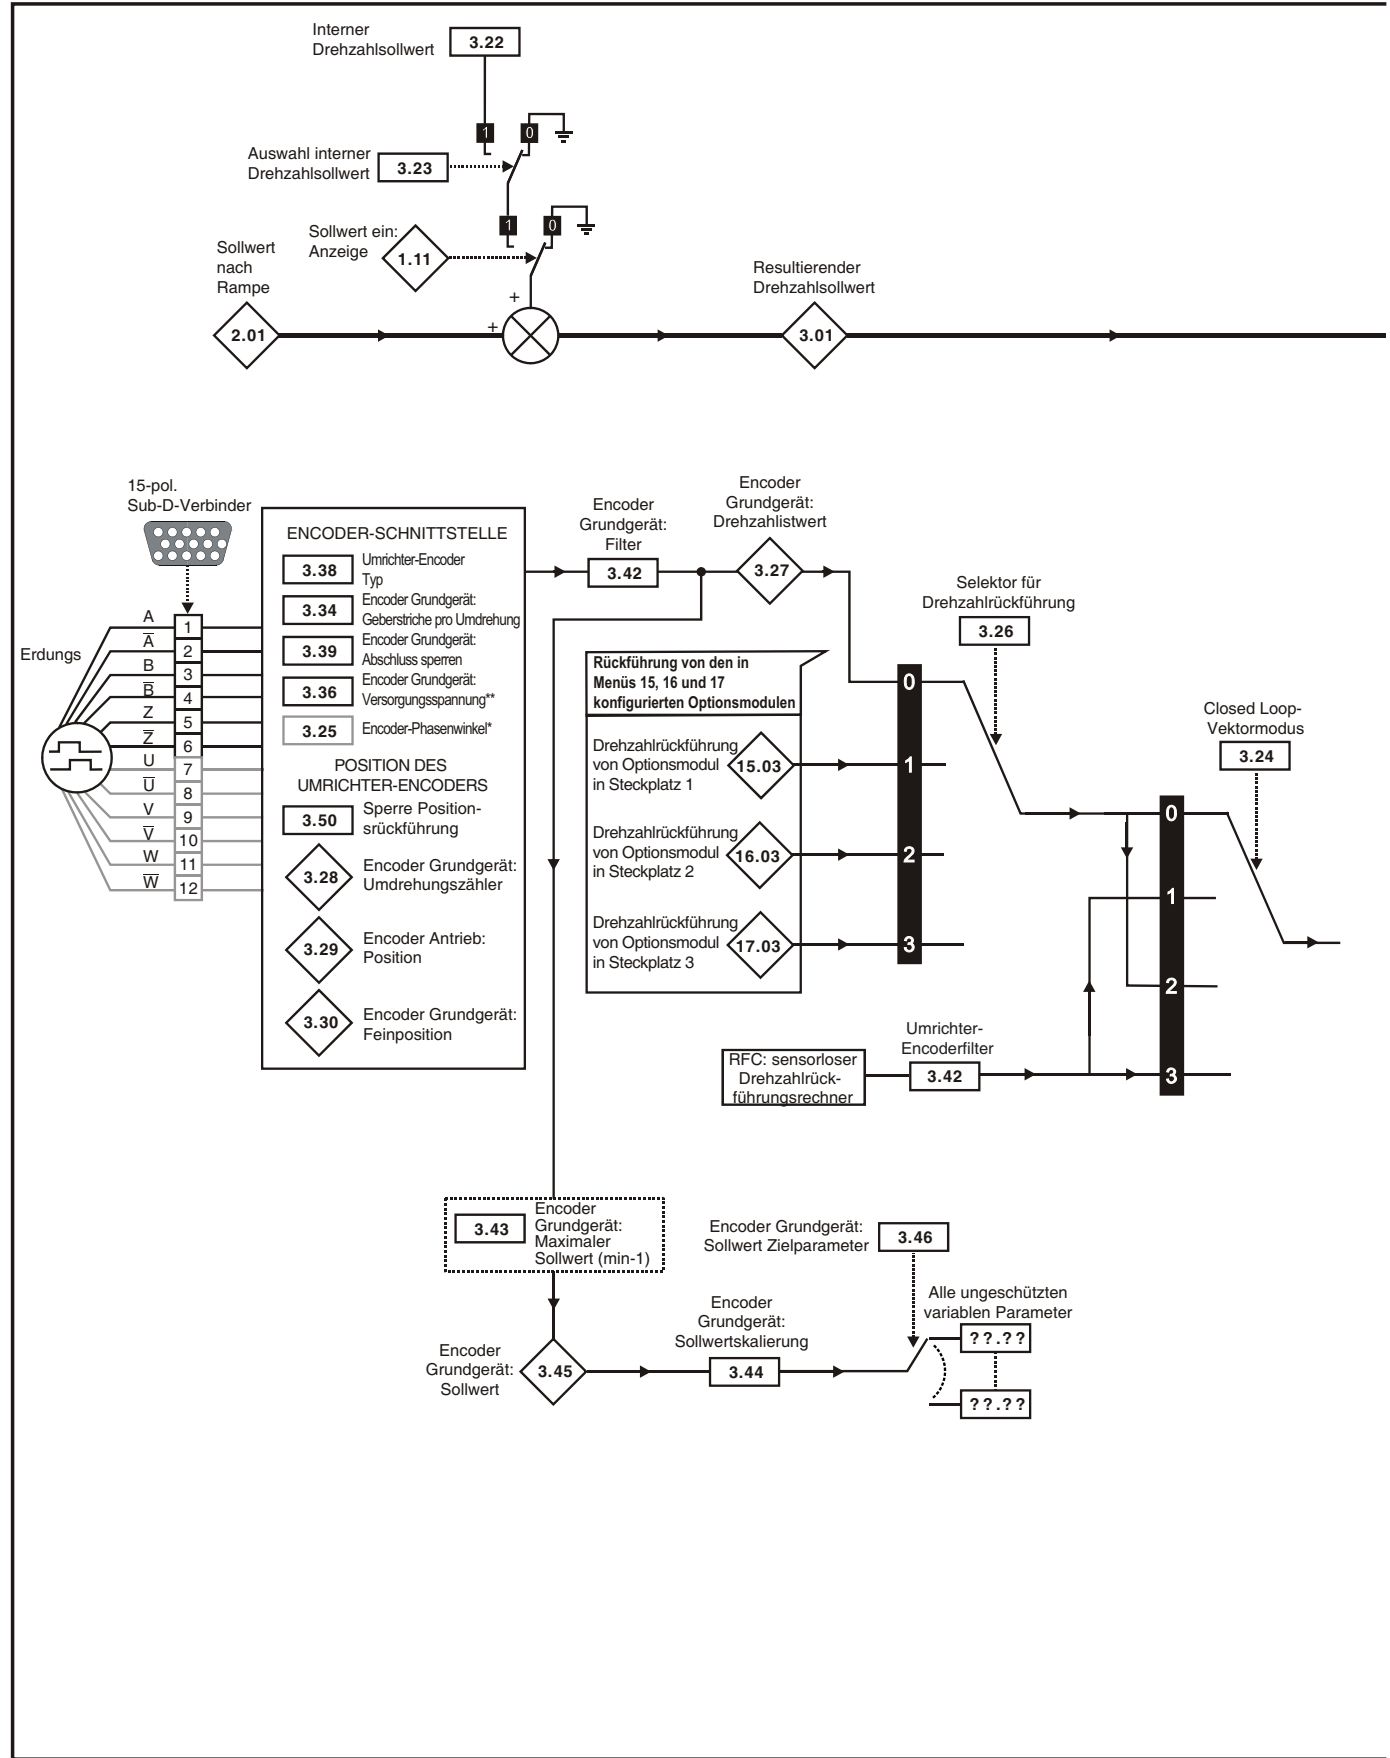 Interner
Drehzahlsollwert
3.22
1
0
Auswahl interner
Drehzahlsollwert
3.23
1
0
Sollwert ein:
Anzeige
1.11
Sollwert
nach
Rampe
2.01
+
+
Resultierender
Drehzahlsollwert
3.01
15-pol.
Sub-D-Verbinder
Erdungs
A
1
A̅
2
B
3
B̅
4
Z
5
Z̅
6
U
7
U̅
8
V
9
V̅
10
W
11
W̅
12
ENCODER-SCHNITTSTELLE
3.38
Umrichter-Encoder
Typ
3.34
Encoder Grundgerät:
Geberstriche pro Umdrehung
3.39
Encoder Grundgerät:
Abschluss sperren
3.36
Encoder Grundgerät:
Versorgungsspannung**
3.25
Encoder-Phasenwinkel*
POSITION DES
UMRICHTER-ENCODERS
3.50
Sperre Position-
srückführung
3.28
Encoder Grundgerät:
Umdrehungszähler
3.29
Encoder Antrieb:
Position
3.30
Encoder Grundgerät:
Feinposition
Encoder
Grundgerät:
Filter
3.42
Encoder
Grundgerät:
Drehzahlistwert
3.27
Rückführung von den in
Menüs 15, 16 und 17
konfigurierten Optionsmodulen
Drehzahlrückführung
von Optionsmodul
in Steckplatz 1
15.03
Drehzahlrückführung
von Optionsmodul
in Steckplatz 2
16.03
Drehzahlrückführung
von Optionsmodul
in Steckplatz 3
17.03
0
1
2
3
Selektor für
Drehzahlrückführung
3.26
Closed Loop-
Vektormodus
3.24
0
1
2
3
RFC: sensorloser
Drehzahlrück-
führungsrechner
Umrichter-
Encoderfilter
3.42
3.43
Encoder
Grundgerät:
Maximaler
Sollwert (min-1)
Encoder
Grundgerät:
Sollwert
3.45
Encoder
Grundgerät:
Sollwertskalierung
3.44
Encoder Grundgerät:
Sollwert Zielparameter
3.46
Alle ungeschützten
variablen Parameter
??.??
??.??